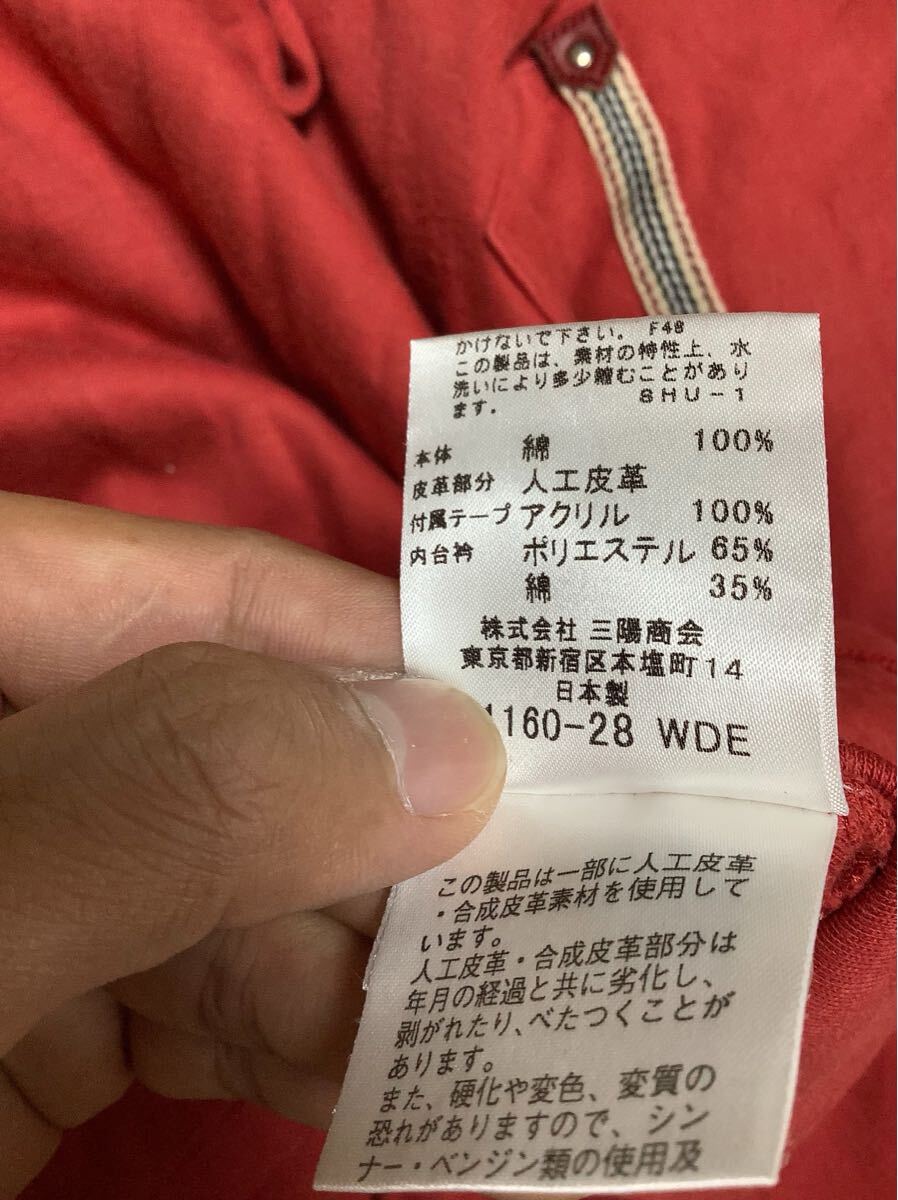 かけないで下さい。 F48
この製品は、素材の特性上、水
洗いにより多少縮むことがあり
ます。 SHU-1
本体 綿 100%
皮革部分 人工皮革
付属テープ アクリル 100%
内台衿 ポリエステル 65%
綿 35%
株式会社 三陽商会
東京都新宿区本塩町14
日本製
1160-28 WDE
この製品は一部に人工皮革
・合成皮革素材を使用して
います。
人工皮革・合成皮革部分は
年月の経過と共に劣化し、
剥がれたり、べたつくことが
あります。
また、硬化や変色、変質の
恐れがありますので、シン
ナー・ベンジン類の使用及